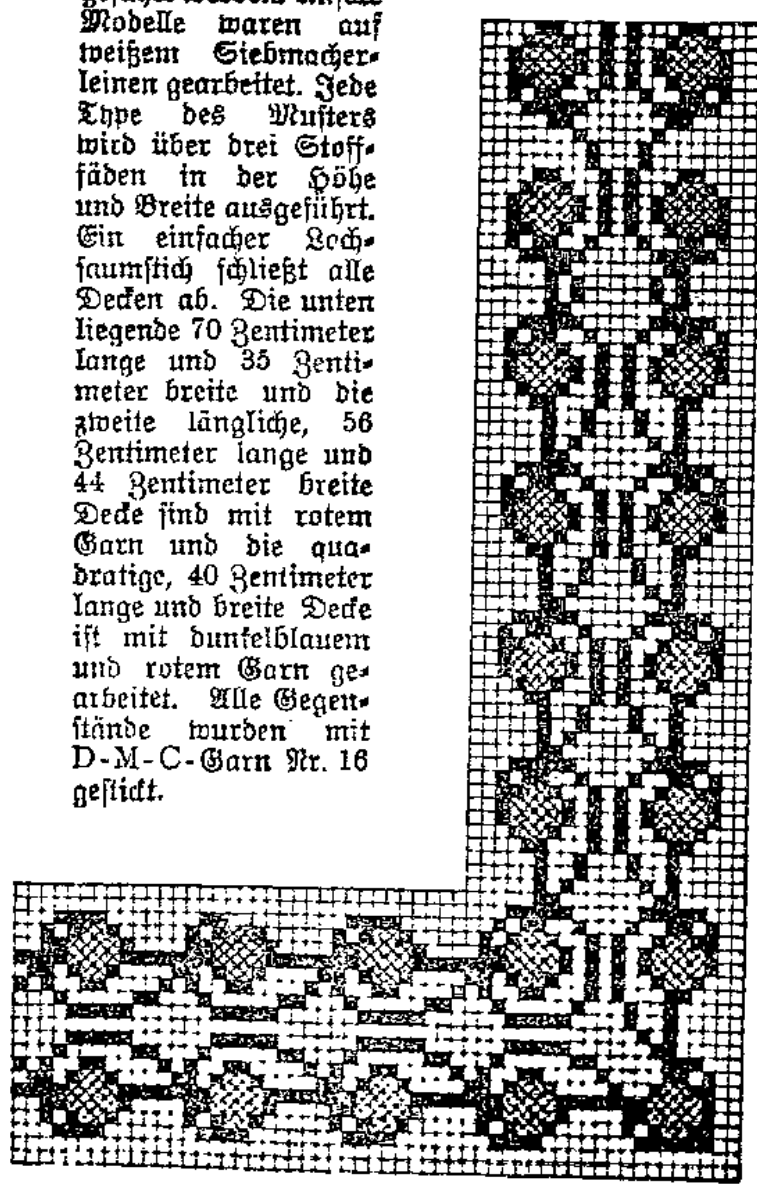 Modelle waren auf
weißem Siebmacher-
leinen gearbeitet. Jede
Type des Musters
wird über drei Stoff-
fäden in der Höhe
und Breite ausgeführt.
Ein einfacher Loch-
saumstich schließt alle
Decken ab. Die unten
liegende 70 Zentimeter
lange und 35 Zenti-
meter breite und die
zweite längliche, 56
Zentimeter lange und
44 Zentimeter breite
Decke sind mit rotem
Garn und die qua-
dratige, 40 Zentimeter
lange und breite Decke
ist mit dunkelblauem
und rotem Garn ge-
arbeitet. Alle Gegen-
stände wurden mit
D-M-C-Garn Nr. 16
gestickt.